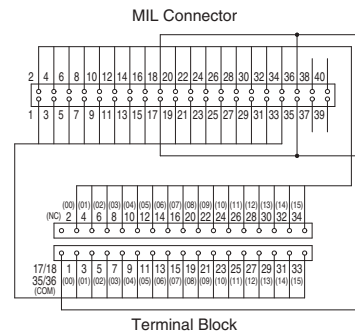 MIL Connector
2 4 6 8 10 12 14 16 18 20 22 24 26 28 30 32 34 36 38 40
1 3 5 7 9 11 13 15 17 19 21 23 25 27 29 31 33 35 37 39
(00) (01) (02) (03) (04) (05) (06) (07) (08) (09) (10) (11) (12) (13) (14) (15)
(NC) 2 4 6 8 10 12 14 16 20 22 24 26 28 30 32 34
17/18 1 3 5 7 9 11 13 15 19 21 23 25 27 29 31 33
35/36 (00) (01) (02) (03) (04) (05) (06) (07) (08) (09) (10) (11) (12) (13) (14) (15)
(COM)
Terminal Block